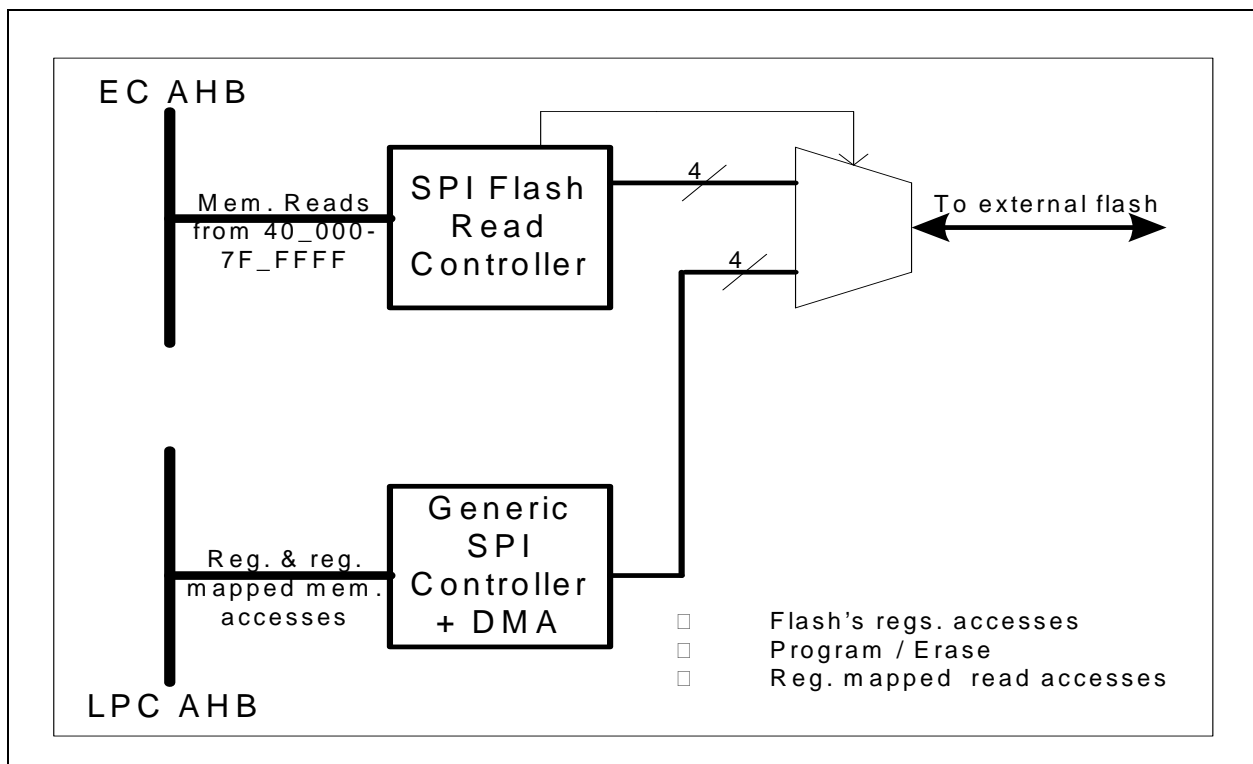 EC AHB
Mem. Reads
from 40_000-
7F_FFFF
SPI Flash
Read
Controller
4
4
To external flash
Reg. & reg.
mapped mem.
accesses
LPC AHB
Generic
SPI
Controller
+ DMA
□ Flash's regs. accesses
□ Program / Erase
□ Reg. mapped read accesses